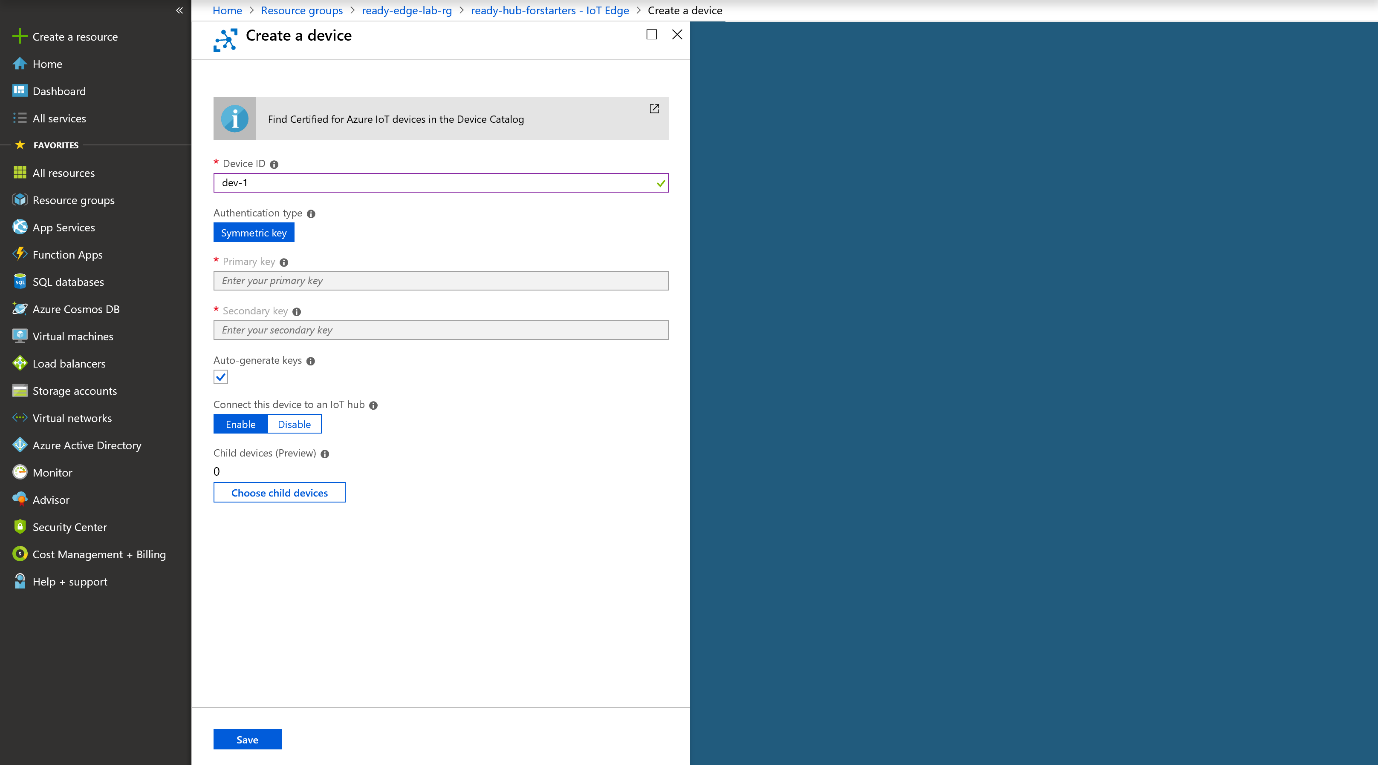 Home > Resource groups > ready-edge-lab-rg > ready-hub-forstarters - IoT Edge > Create a device
«
Create a resource
Home
Dashboard
All services
FAVORITES
All resources
Resource groups
App Services
Function Apps
SQL databases
Azure Cosmos DB
Virtual machines
Load balancers
Storage accounts
Virtual networks
Azure Active Directory
Monitor
Advisor
Security Center
Cost Management + Billing
Help + support
Create a device
Find Certified for Azure IoT devices in the Device Catalog
* Device ID
dev-1
Authentication type
Symmetric key
* Primary key
Enter your primary key
* Secondary key
Enter your secondary key
Auto-generate keys
Connect this device to an IoT hub
Enable Disable
Child devices (Preview)
0
Choose child devices
Save